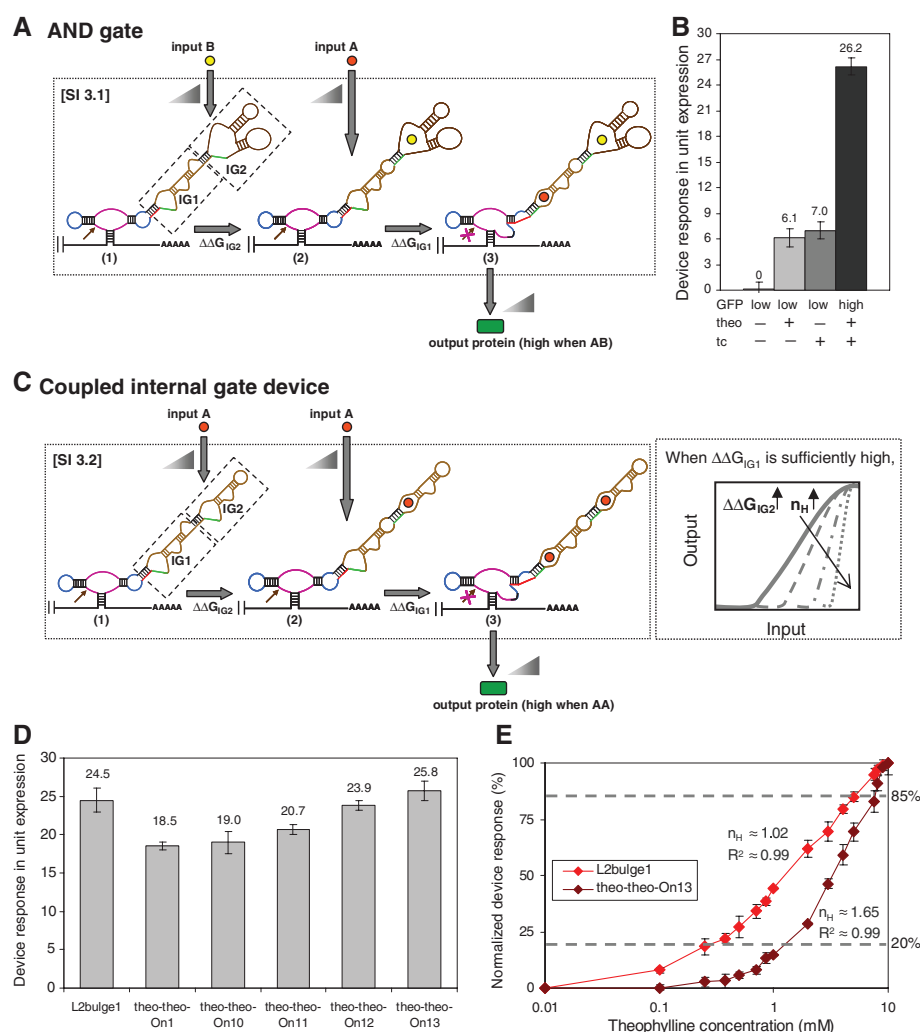 A AND gate
input B
input A
[SI 3.1]
IG2
IG1
AAAAA
ΔΔG_IG2
AAAAA
ΔΔG_IG1
AAAAA
(1)
(2)
(3)
output protein (high when AB)
B
Device response in unit expression
30
27
24
21
18
15
12
9
6
3
0
0
6.1
7.0
26.2
GFP low low low high
theo – + – +
tc – – + +
C Coupled internal gate device
input A
input A
[SI 3.2]
IG2
IG1
AAAAA
ΔΔG_IG2
AAAAA
ΔΔG_IG1
AAAAA
(1)
(2)
(3)
output protein (high when AA)
When ΔΔG_IG1 is sufficiently high,
ΔΔG_IG2 n_H
Output
Input
D
Device response in unit expression
30
25
20
15
10
5
0
24.5
18.5
19.0
20.7
23.9
25.8
L2bulge1
theo-theo-
On1
theo-theo-
On10
theo-theo-
On11
theo-theo-
On12
theo-theo-
On13
E
Normalized device response (%)
100
75
50
25
0
85%
20%
n_H ≈ 1.02
R² ≈ 0.99
L2bulge1
theo-theo-On13
n_H ≈ 1.65
R² ≈ 0.99
0.01
0.1
1
10
Theophylline concentration (mM)